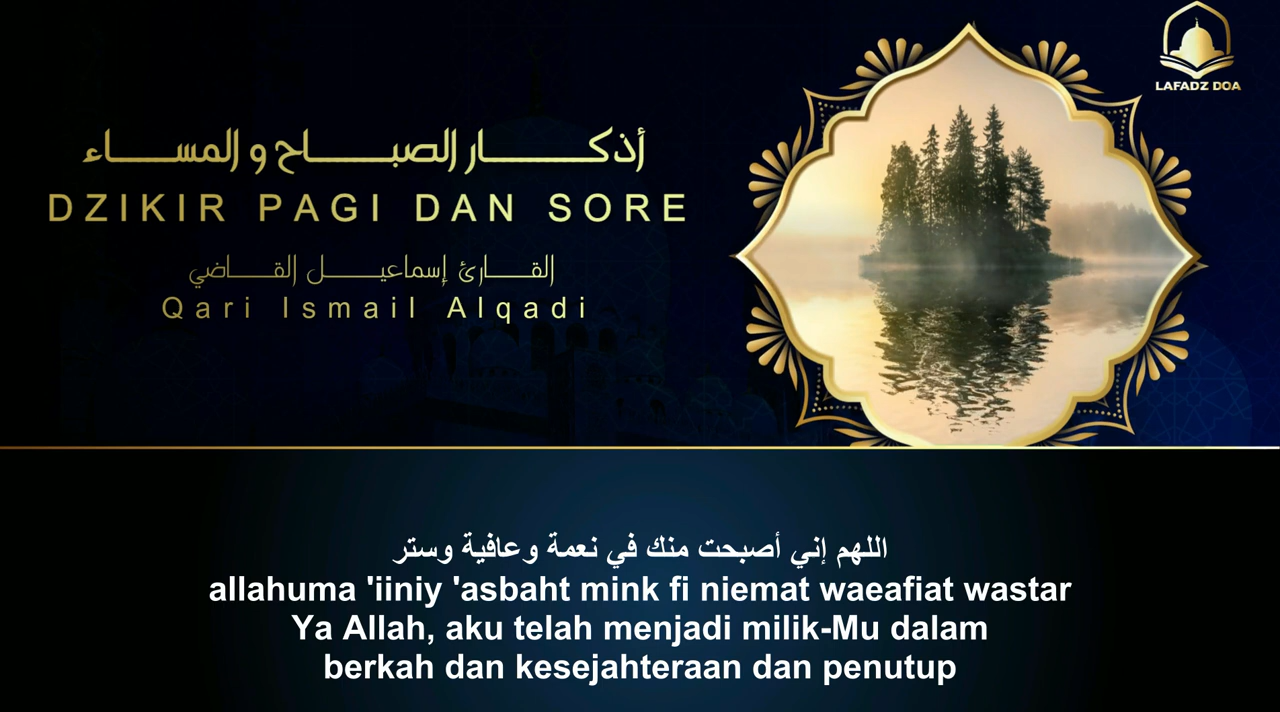 LAFADZ DOA
أذكار الصباح و المساء
DZIKIR PAGI DAN SORE
القارئ إسماعيل القاضي
Qari Ismail Alqadi
اللهم إني أصبحت منك في نعمة وعافية وستر
allahuma 'iiniy 'asbaht mink fi niemat waeafiat wastar
Ya Allah, aku telah menjadi milik-Mu dalam
berkah dan kesejahteraan dan penutup